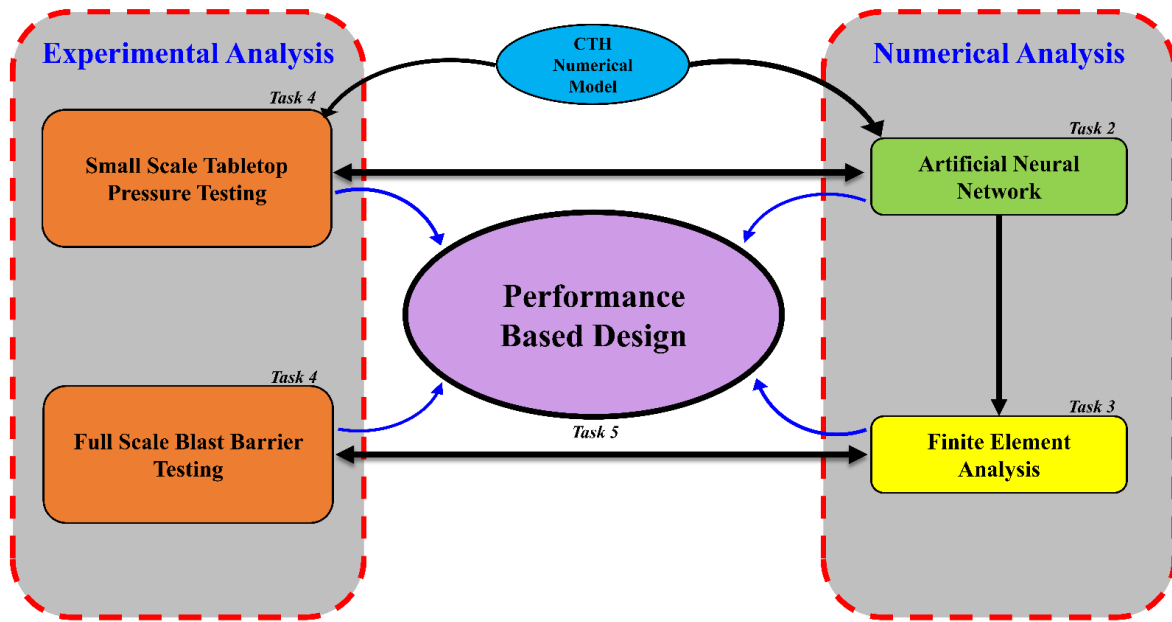 Experimental Analysis
CTH
Numerical
Model
Numerical Analysis
Task 4
Small Scale Tabletop
Pressure Testing
Task 2
Artificial Neural
Network
Performance
Based Design
Task 5
Task 4
Full Scale Blast Barrier
Testing
Task 3
Finite Element
Analysis